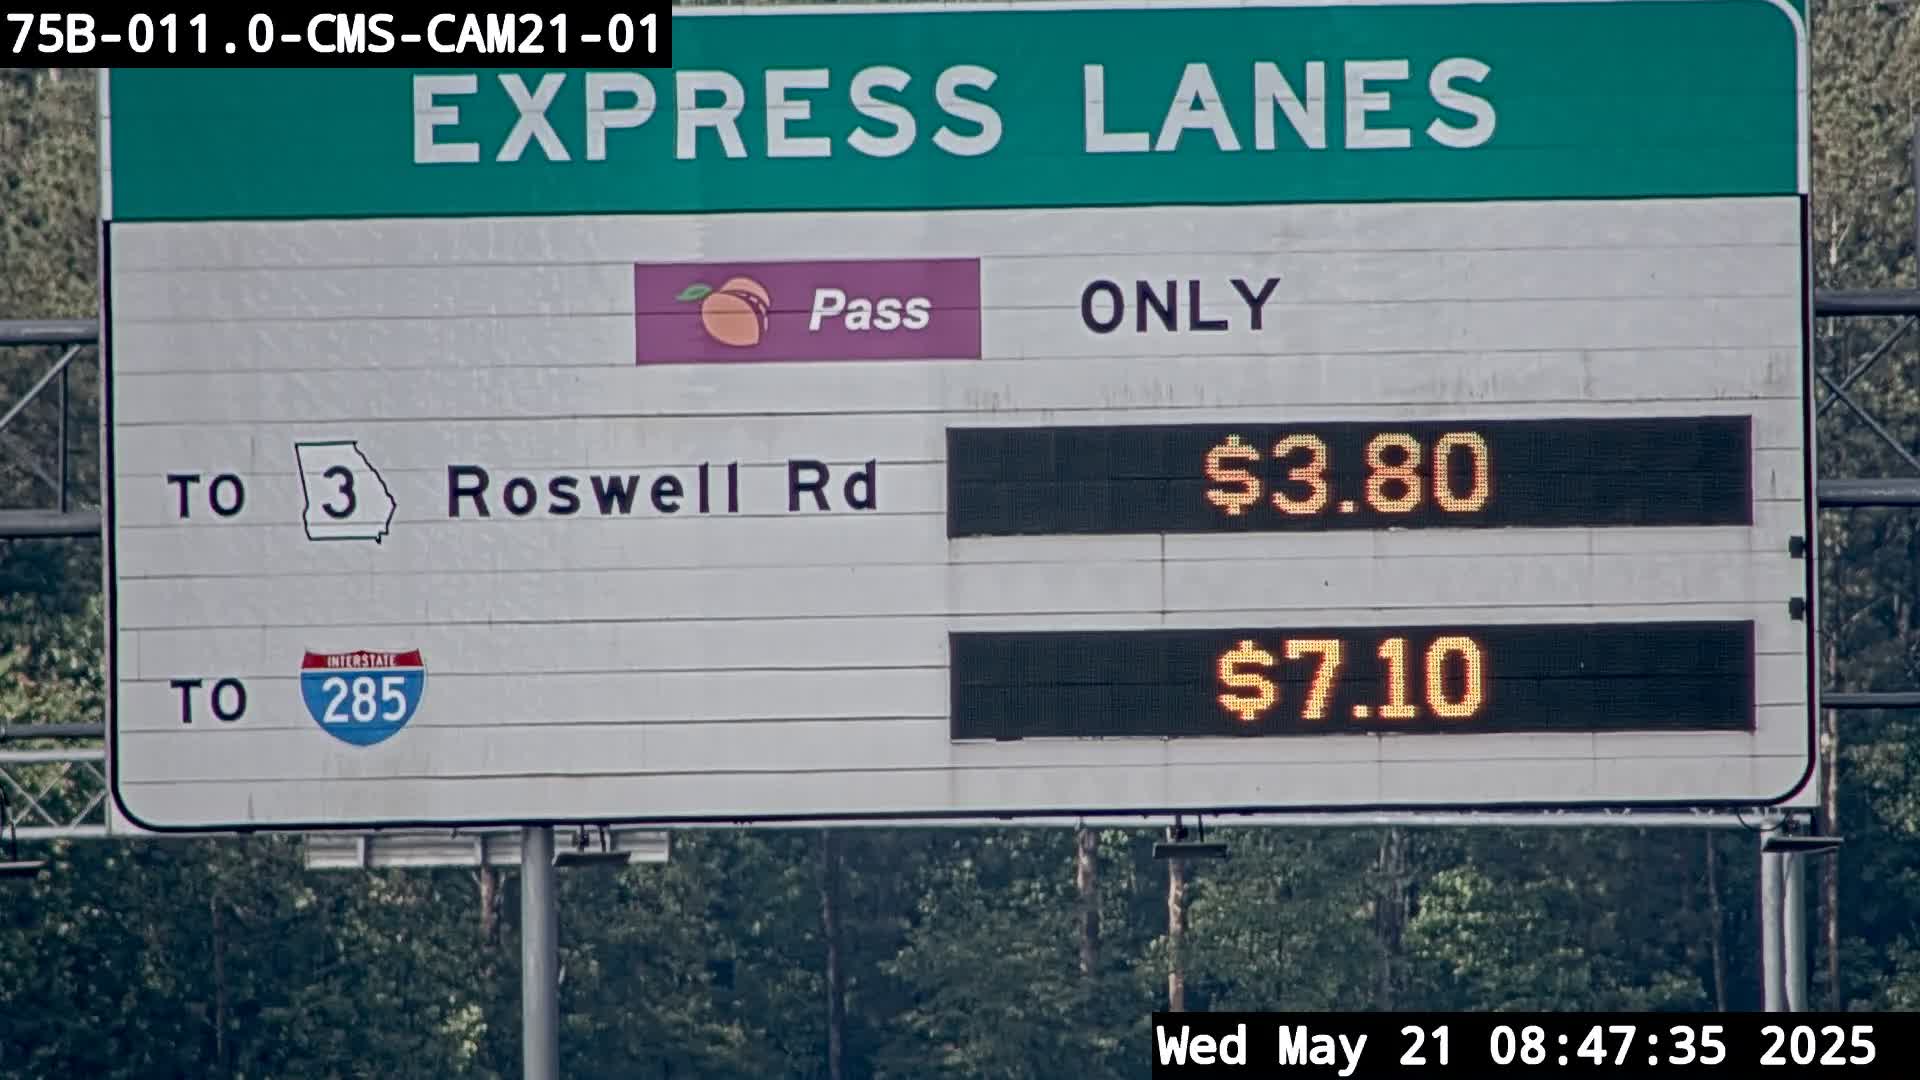 75B-011.0-CMS-CAM21-01
EXPRESS LANES
Pass ONLY
TO 3 Roswell Rd $3.80
INTERSTATE
TO 285 $7.10
Wed May 21 08:47:35 2025